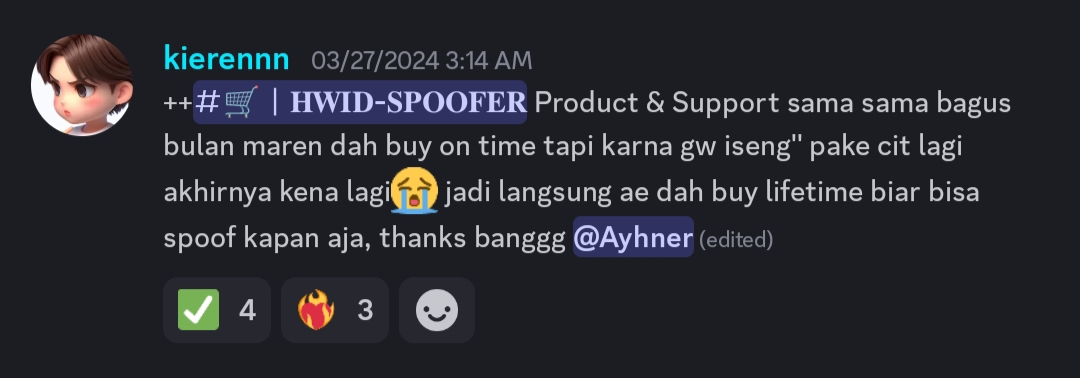 kierennn 03/27/2024 3:14 AM
++#🛒 | HWID-SPOOFER Product & Support sama sama bagus
bulan maren dah buy on time tapi karna gw iseng" pake cit lagi
akhirnya kena lagi😭 jadi langsung ae dah buy lifetime biar bisa
spoof kapan aja, thanks banggg @Ayhner (edited)
✅ 4 ❤️‍🔥 3